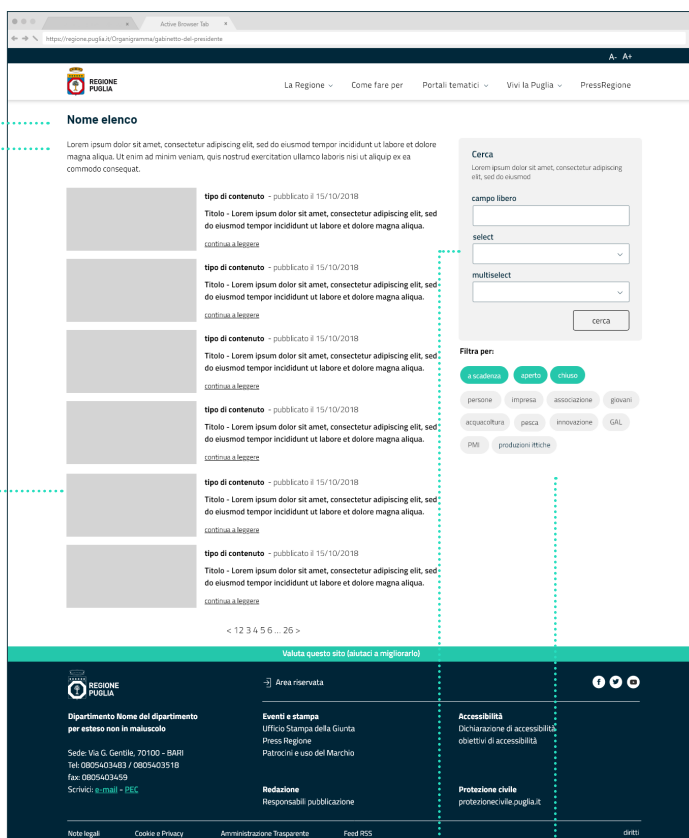 Active Browser Tab
https://regione.puglia.it/Organigramma/gabinetto-del-presidente
A- A+
REGIONE
PUGLIA
La Regione Come fare per Portali tematici Vivi la Puglia PressRegione
Nome elenco
Lorem ipsum dolor sit amet, consectetur adipiscing elit, sed do eiusmod tempor incididunt ut labore et dolore
magna aliqua. Ut enim ad minim veniam, quis nostrud exercitation ullamco laboris nisi ut aliquip ex ea
commodo consequat.
tipo di contenuto - pubblicato il 15/10/2018
Titolo - Lorem ipsum dolor sit amet, consectetur adipiscing elit, sed
do eiusmod tempor incididunt ut labore et dolore magna aliqua.
continua a leggere
tipo di contenuto - pubblicato il 15/10/2018
Titolo - Lorem ipsum dolor sit amet, consectetur adipiscing elit, sed
do eiusmod tempor incididunt ut labore et dolore magna aliqua.
continua a leggere
tipo di contenuto - pubblicato il 15/10/2018
Titolo - Lorem ipsum dolor sit amet, consectetur adipiscing elit, sed
do eiusmod tempor incididunt ut labore et dolore magna aliqua.
continua a leggere
tipo di contenuto - pubblicato il 15/10/2018
Titolo - Lorem ipsum dolor sit amet, consectetur adipiscing elit, sed
do eiusmod tempor incididunt ut labore et dolore magna aliqua.
continua a leggere
tipo di contenuto - pubblicato il 15/10/2018
Titolo - Lorem ipsum dolor sit amet, consectetur adipiscing elit, sed
do eiusmod tempor incididunt ut labore et dolore magna aliqua.
continua a leggere
tipo di contenuto - pubblicato il 15/10/2018
Titolo - Lorem ipsum dolor sit amet, consectetur adipiscing elit, sed
do eiusmod tempor incididunt ut labore et dolore magna aliqua.
continua a leggere
< 12 3 4 5 6 ... 26 >
Cerca
Lorem ipsum dolor sit amet, consectetur adipiscing
elit, sed do eiusmod
campo libero
select
multiselect
cerca
Filtra per:
a scadenza aperto chiuso
persone impresa associazione giovani
acquacoltura pesca innovazione GAL
PMI produzioni ittiche
Valuta questo sito (aiutaci a migliorarlo)
REGIONE
PUGLIA
Area riservata
Dipartimento Nome del dipartimento
per esteso non in maiuscolo
Sede: Via G. Gentile, 70100 - BARI
Tel: 0805403483 / 0805403518
fax: 0805403459
Scrivici: e-mail - PEC
Eventi e stampa
Ufficio Stampa della Giunta
Press Regione
Patrocini e uso del Marchio
Redazione
Responsabili pubblicazione
Accessibilità
Dichiarazione di accessibilità
obiettivi di accessibilità
Protezione civile
protezionecivile.puglia.it
Note legali Cookie e Privacy Amministrazione Trasparente Feed RSS diritti